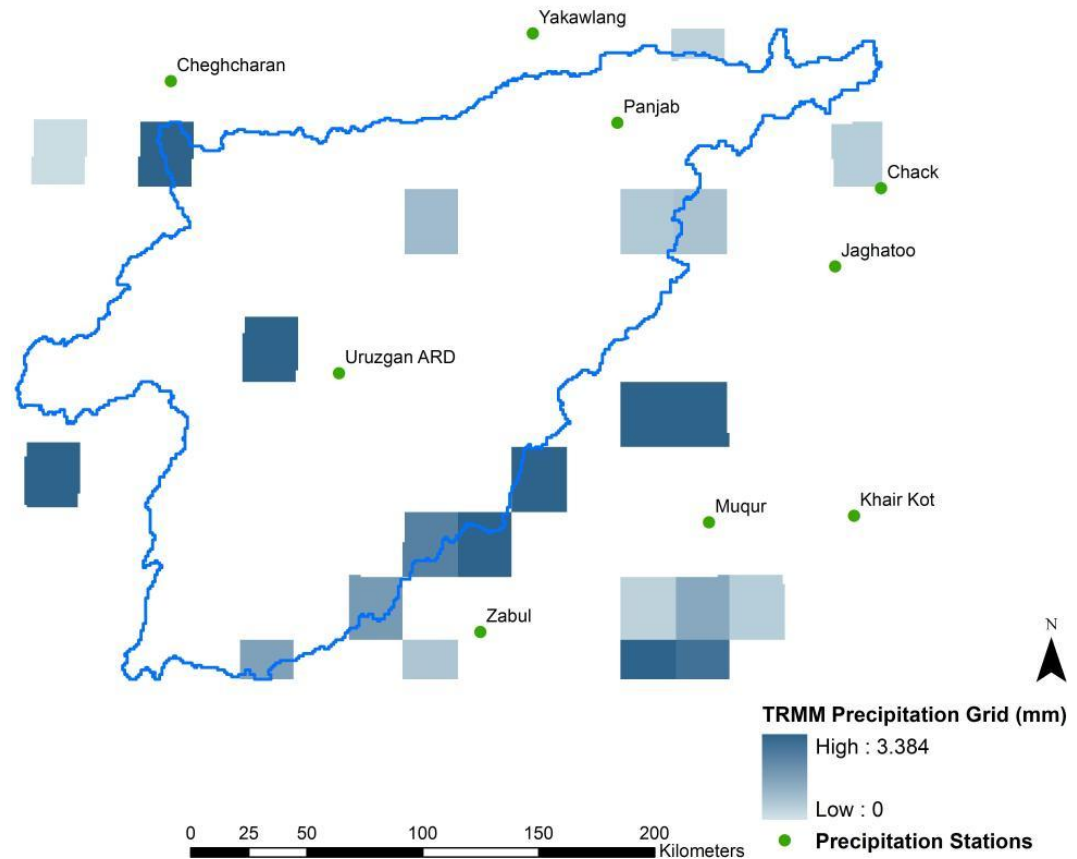 Yakawlang
Cheghcharan
Panjab
Chack
Jaghatoo
Uruzgan ARD
Muqur
Khair Kot
Zabul
N
TRMM Precipitation Grid (mm)
High : 3.384
Low : 0
Precipitation Stations
0 25 50 100 150 200
Kilometers